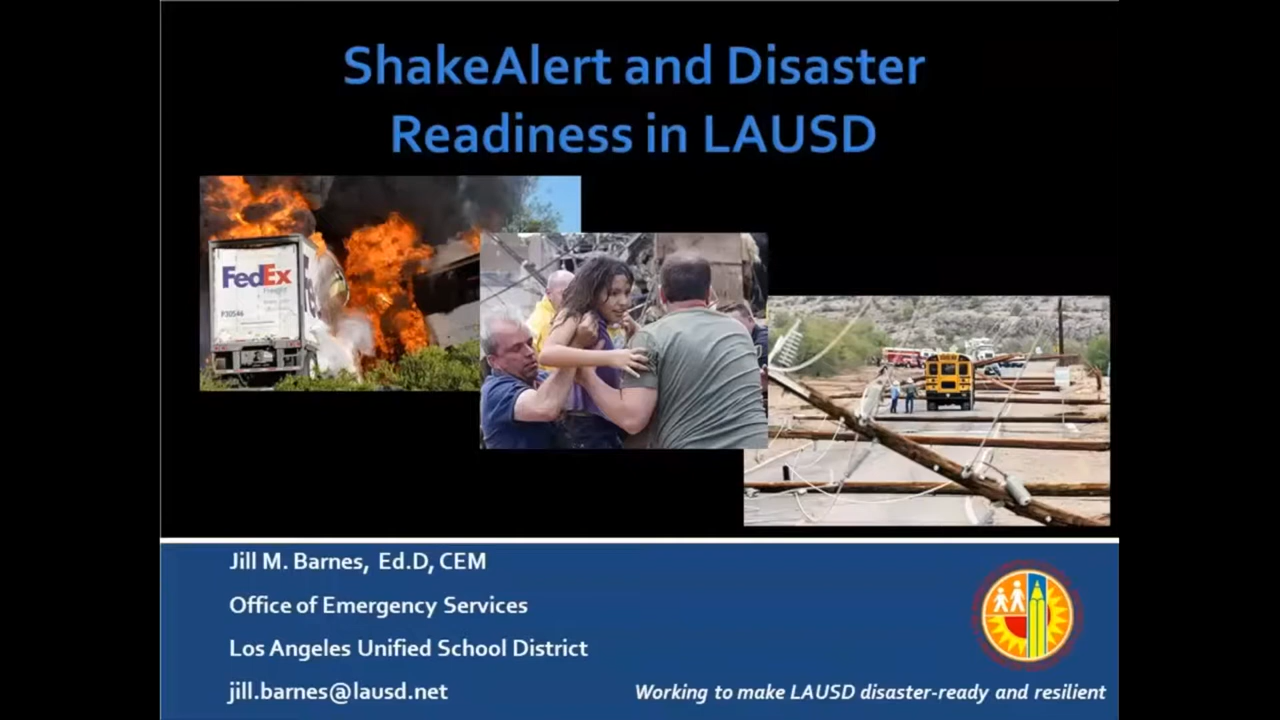 ShakeAlert and Disaster
Readiness in LAUSD
FedEx
Freight
Jill M. Barnes, Ed.D, CEM
Office of Emergency Services
Los Angeles Unified School District
jill.barnes@lausd.net
Working to make LAUSD disaster-ready and resilient